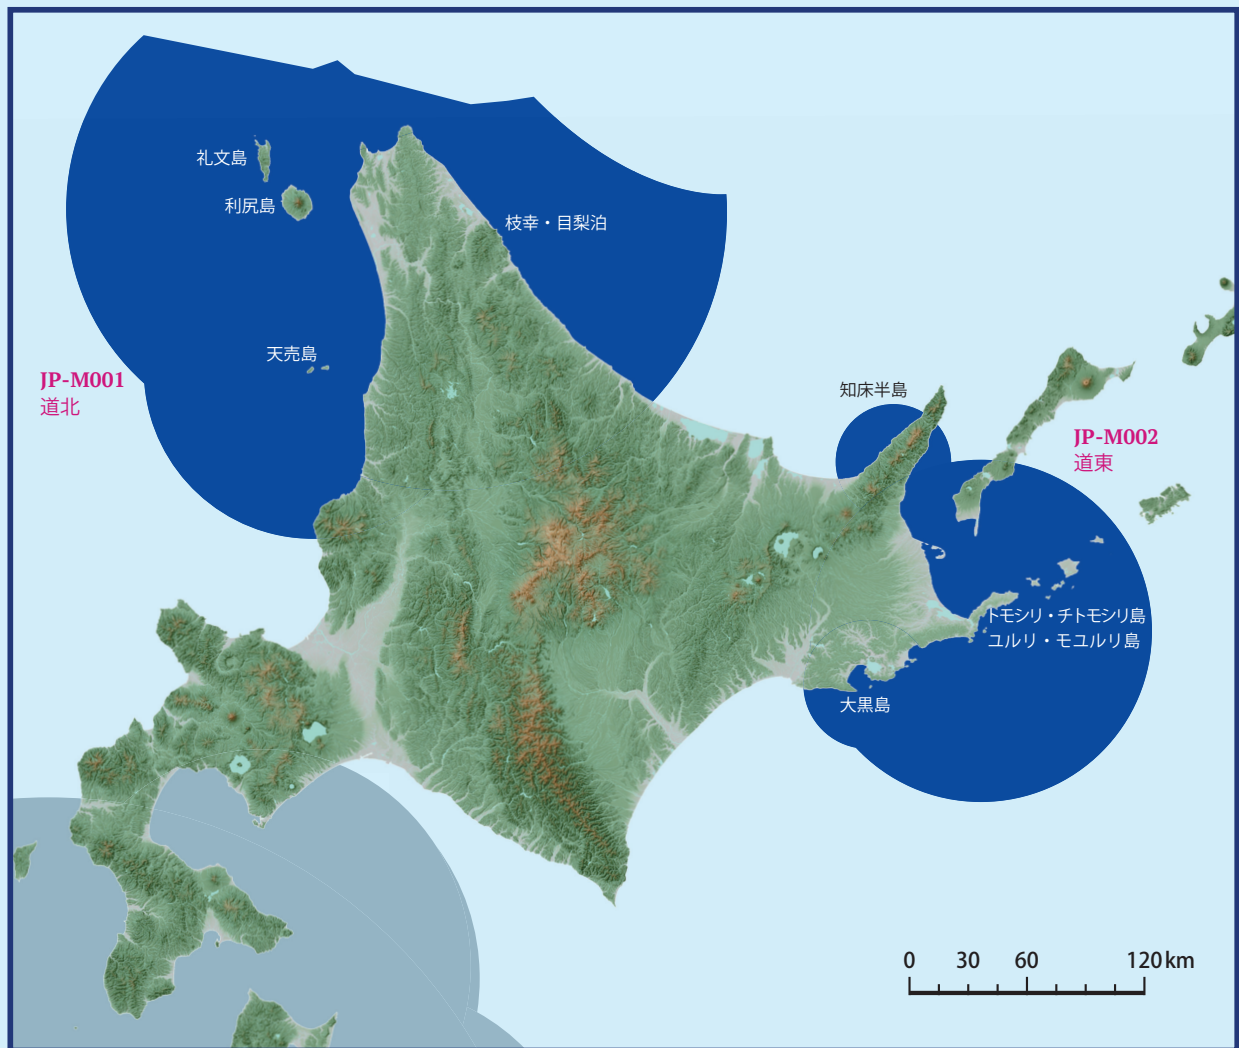 礼文島
利尻島
枝幸・目梨泊
天売島
JP-M001
道北
知床半島
JP-M002
道東
トモシリ・チトモシリ島
ユルリ・モユルリ島
大黒島
0 30 60 120km